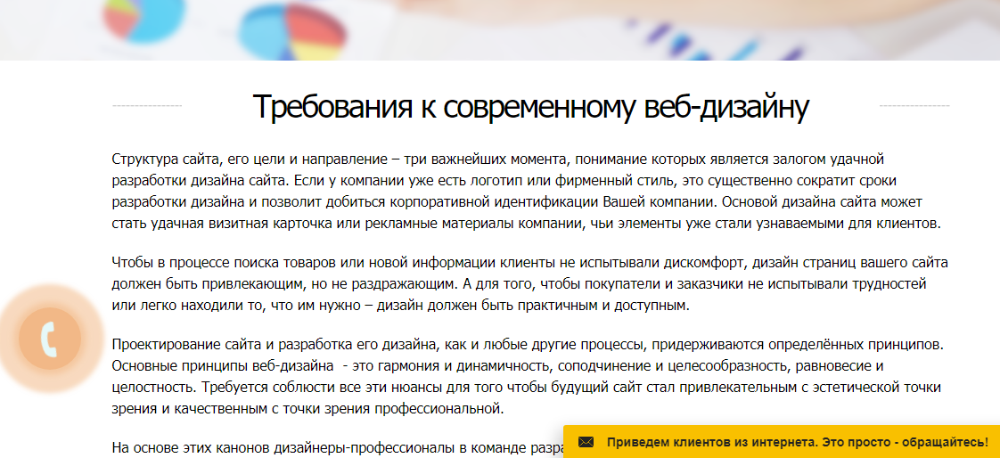 Требования к современному веб-дизайну
Структура сайта, его цели и направление – три важнейших момента, понимание которых является залогом удачной
разработки дизайна сайта. Если у компании уже есть логотип или фирменный стиль, это существенно сократит сроки
разработки дизайна и позволит добиться корпоративной идентификации Вашей компании. Основой дизайна сайта может
стать удачная визитная карточка или рекламные материалы компании, чьи элементы уже стали узнаваемыми для клиентов.
Чтобы в процессе поиска товаров или новой информации клиенты не испытывали дискомфорт, дизайн страниц вашего сайта
должен быть привлекающим, но не раздражающим. А для того, чтобы покупатели и заказчики не испытывали трудностей
или легко находили то, что им нужно – дизайн должен быть практичным и доступным.
Проектирование сайта и разработка его дизайна, как и любые другие процессы, придерживаются определённых принципов.
Основные принципы веб-дизайна  - это гармония и динамичность, соподчинение и целесообразность, равновесие и
целостность. Требуется соблюсти все эти нюансы для того чтобы будущий сайт стал привлекательным с эстетической точки
зрения и качественным с точки зрения профессиональной.
На основе этих канонов дизайнеры-профессионалы в команде
Приведем клиентов из интернета. Это просто - обращайтесь!